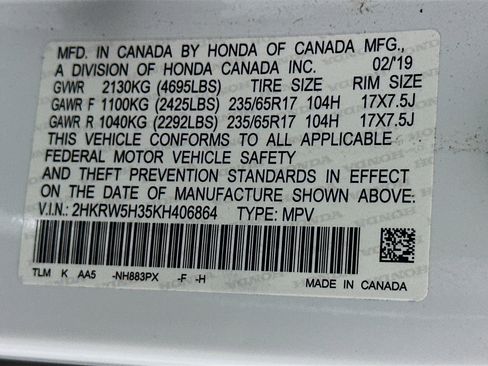 MFD. IN CANADA BY HONDA OF CANADA MFG.,
A DIVISION OF HONDA CANADA INC. 02/'19
GVWR 2130KG (4695LBS) TIRE SIZE RIM SIZE
GAWR F 1100KG (2425LBS) 235/65R17 104H 17X7.5J
GAWR R 1040KG (2292LBS) 235/65R17 104H 17X7.5J
THIS VEHICLE CONFORMS TO ALL APPLICABLE
FEDERAL MOTOR VEHICLE SAFETY
AND THEFT PREVENTION STANDARDS IN EFFECT
ON THE DATE OF MANUFACTURE SHOWN ABOVE.
V.I.N.: 2HKRW5H35KH406864 TYPE: MPV
TLM K AA5 -NH883PX -F -H
MADE IN CANADA